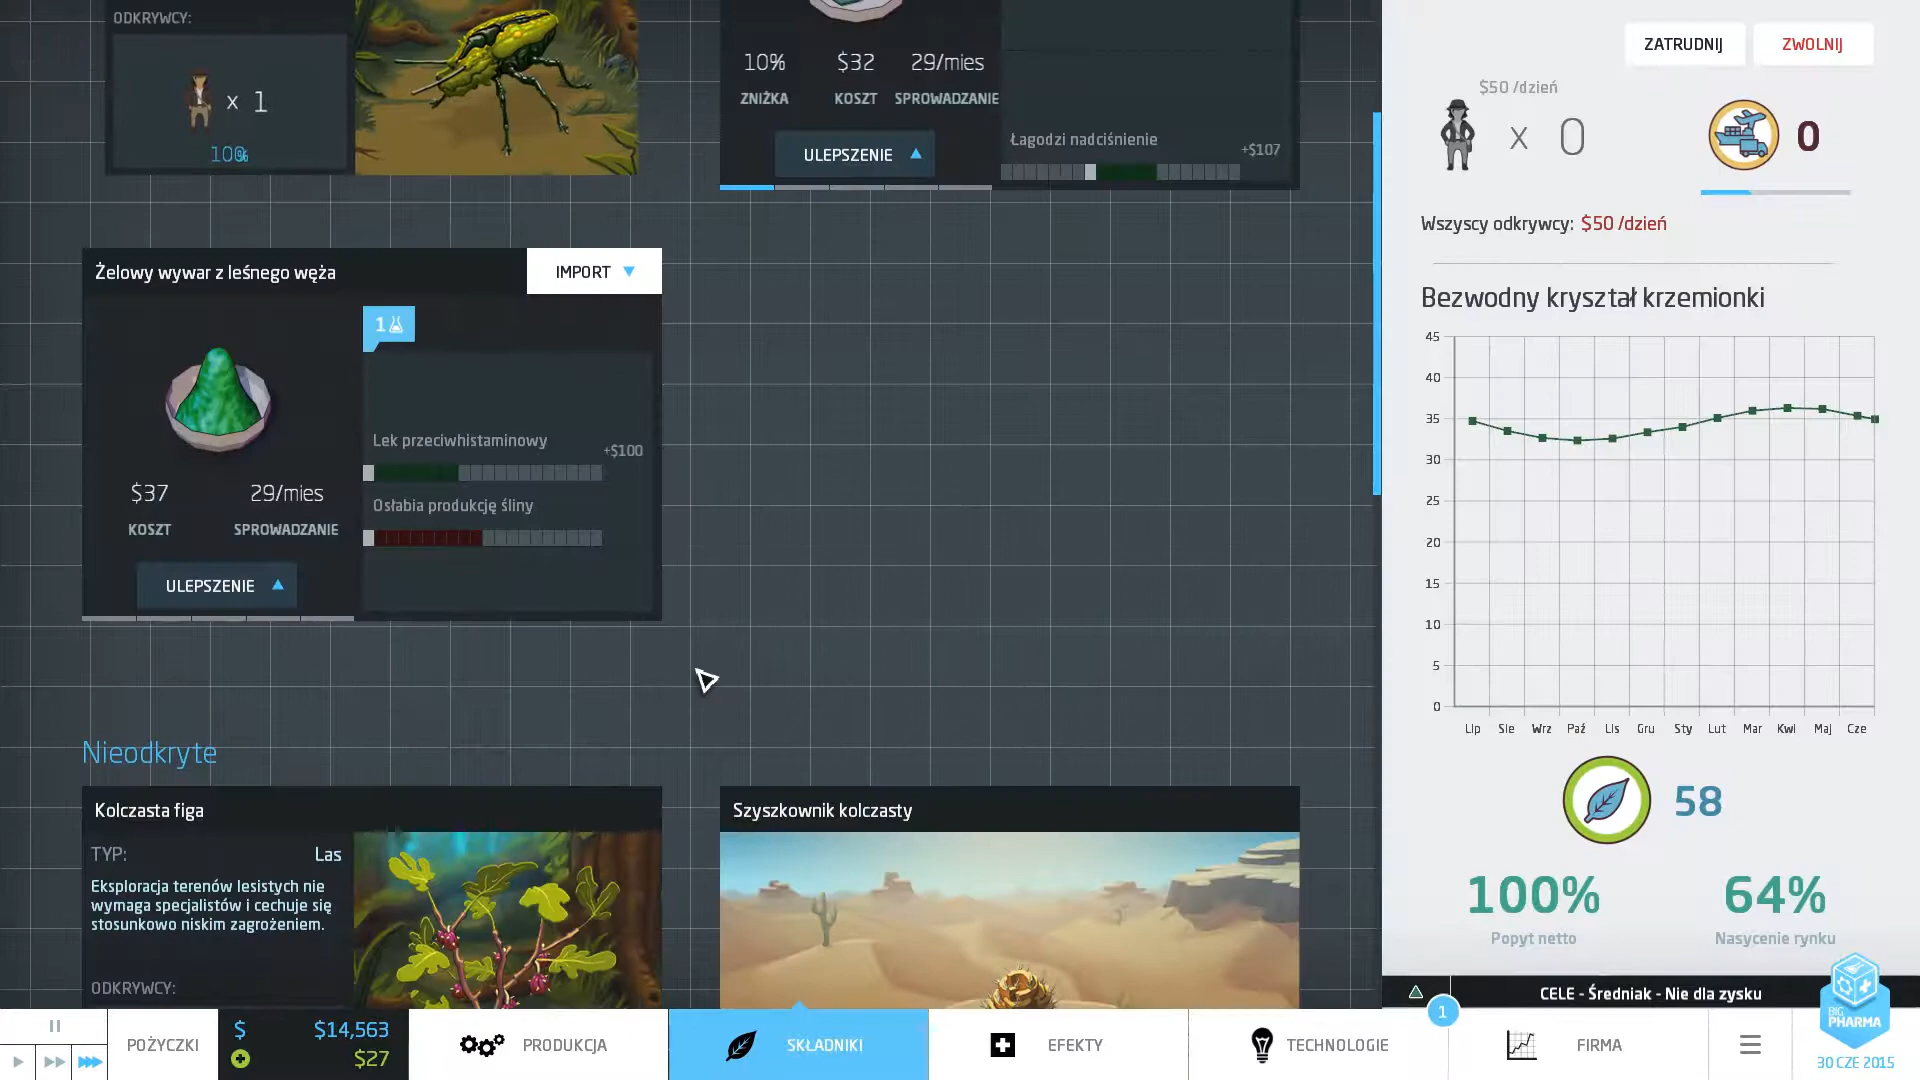 ODKRYWCY:
x 1
100%
10%
$32
29/mies
ZNIŻKA
KOSZT
SPROWADZANIE
ULEPSZENIE
Łagodzi nadciśnienie
+$107
Żelowy wywar z leśnego węża
IMPORT
1
Lek przeciwhistaminowy
+$100
Osłabia produkcję śliny
$37
29/mies
KOSZT
SPROWADZANIE
ULEPSZENIE
Nieodkryte
Kolczasta figa
TYP:
Las
Eksploracja terenów lesistych nie
wymaga specjalistów i cechuje się
stosunkowo niskim zagrożeniem.
ODKRYWCY:
Szyszkownik kolczasty
ZATRUDNIJ
ZWOLNIJ
$50 /dzień
x 0
0
Wszyscy odkrywcy: $50 /dzień
Bezwodny kryształ krzemionki
45
40
35
30
25
20
15
10
5
0
Lip Sie Wrz Paź Lis Gru Sty Lut Mar Kwi Maj Cze
58
100%
64%
Popyt netto
Nasycenie rynku
CELE - Średniak - Nie dla zysku
1
POŻYCZKI
$ $14,563
$27
PRODUKCJA
SKŁADNIKI
EFEKTY
TECHNOLOGIE
FIRMA
BIG
PHARMA
30 CZE 2015